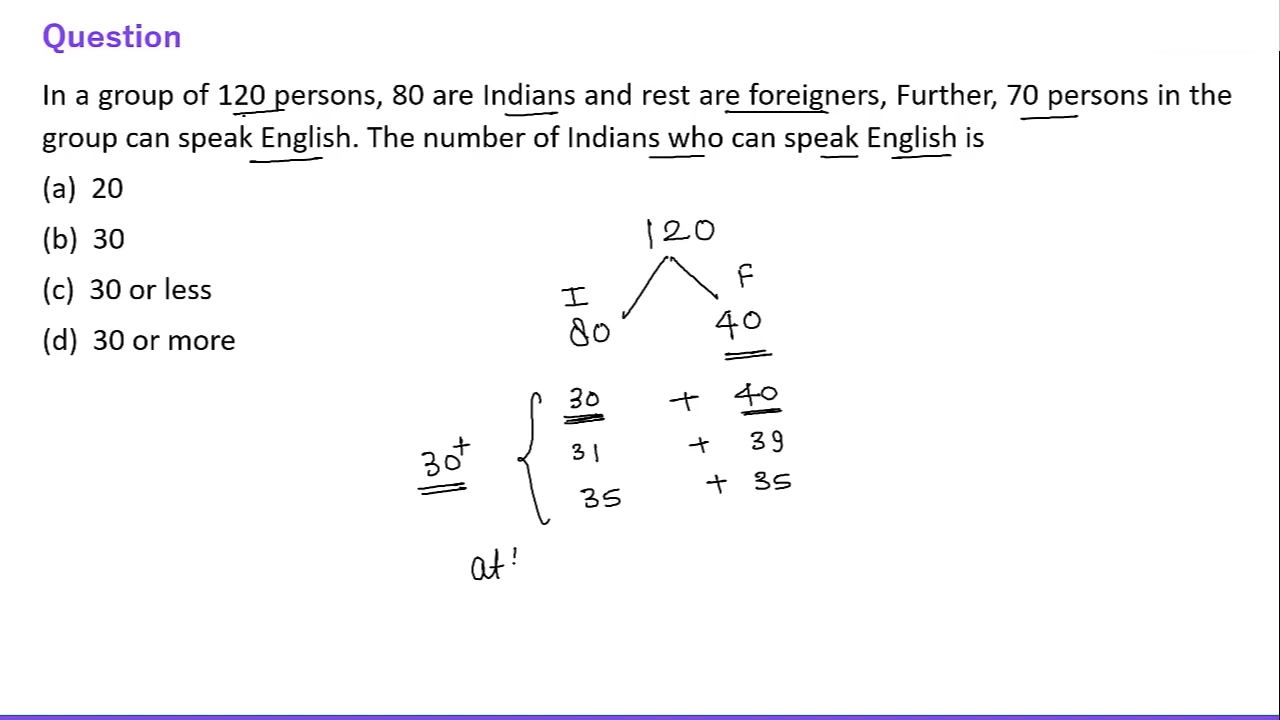 Question
In a group of 120 persons, 80 are Indians and rest are foreigners, Further, 70 persons in the
group can speak English. The number of Indians who can speak English is
(a) 20
(b) 30
(c) 30 or less
(d) 30 or more
120
I F
80 40
30 + 40
31 + 39
30+
35 + 35
at